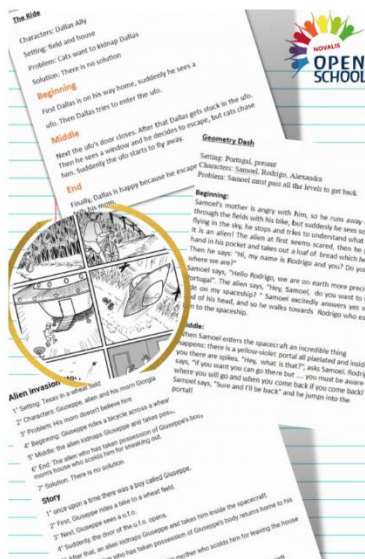 The Ride
Characters: Dallas Ally
Setting: field and house
Problem: Cats want to kidnap Dallas
Solution: There is no solution
Beginning
First Dallas is on his way home, suddenly he sees a
ufo. Then Dallas tries to enter the ufo.
Middle
Next the ufo's door closes. After that Dallas gets stuck in the ufo.
Then he sees a window and he decides to escape, but cats chase
him. Suddenly the ufo starts to fly away.
End
Finally, Dallas is happy because he escape
his mom
NOVALIS
OPEN
SCHOOL
Geometry Dash
Setting: Portugal, present
Characters: Samoel, Rodrigo, Alexandra
Problem: Samoel must pass all the levels to get back
Beginning:
Samoel's mother is angry with him, so he runs away
through the fields with his bike, but suddenly he sees so
flying in the sky, he stops and tries to understand what
it is an alien! The alien at first seems scared, then he p
hand in his pocket and takes out a loaf of bread which he
Then he says: "Hi, my name is Rodrigo and you? Do you
where we are?"
Samoel says, "Hello Rodrigo, we are on earth more preci
Portugal". The alien says, "Hey, Samoel, do you want to
de on my spaceship? " Samoel excitedly answers yes w
d of his head, and so he walks towards Rodrigo who es
m to the spaceship.
iddle:
When Samoel enters the spacecraft an incredible thing
happens: there is a yellow-violet portal all pixelated and insid
you there are spikes. "Hey, what is that?", asks Samoel. Rodri
says, "if you want you can go there but .... you must be aware
where you will go and when you come back if you come back!
Samoel says, "Sure and I'll be back" and he jumps into the
portal!
Alien invasion
1° Setting: Texas in a wheat field
2° Characters: Giuseppe, alien and his mom Giorgia
3° Problem: His mom doesn't believe him
4° Beginning: Giuseppe rides a bicycle across a whea
5° Middle: the alien kidnaps Giuseppe and takes poss
6° End: The alien who has taken possession of Giuseppe's bod
mom's house who scolds him for sneaking out.
7° Solution: There is no solution
Story
1° once upon a time there was a boy called Giuseppe.
2° First, Giuseppe rides a bike to a wheat field.
3° Next, Giuseppe sees a u.f.o.
4° Suddenly, the door of the u.f.o. opens.
After that, an alien kidnaps Giuseppe and takes him inside the spacecraft.
who has taken possession of Giuseppe's body returns home to his
mother who scolds him for leaving the house